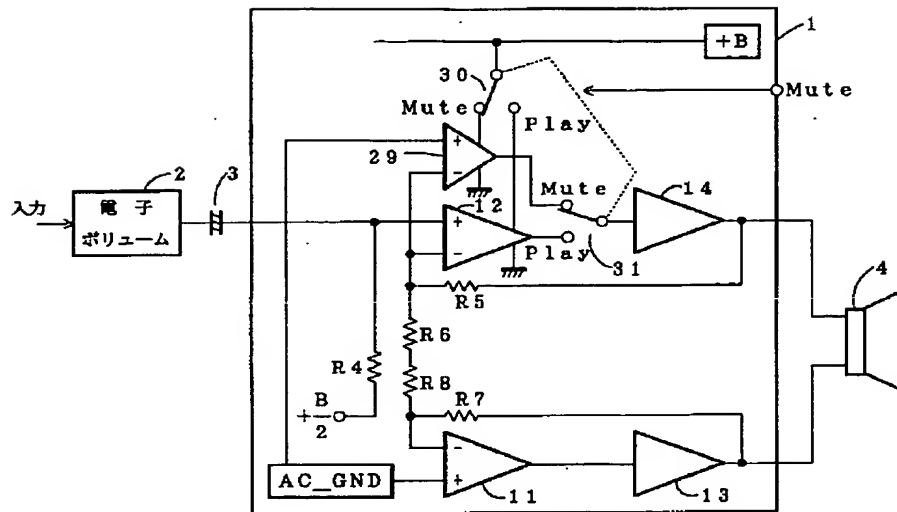 +B
1
30
Mute
Mute
Play
29
+
-
2
3
12
Mute
14
入力
電子
ボリューム
+
-
Play
31
4
R5
R6
R4
R8
R7
+B/2
-
+
AC_GND
11
13